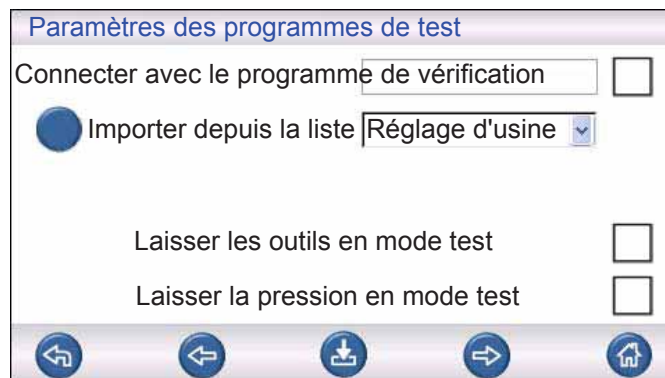 Paramètres des programmes de test
Connecter avec le programme de vérification
Importer depuis la liste Réglage d'usine
Laisser les outils en mode test
Laisser la pression en mode test